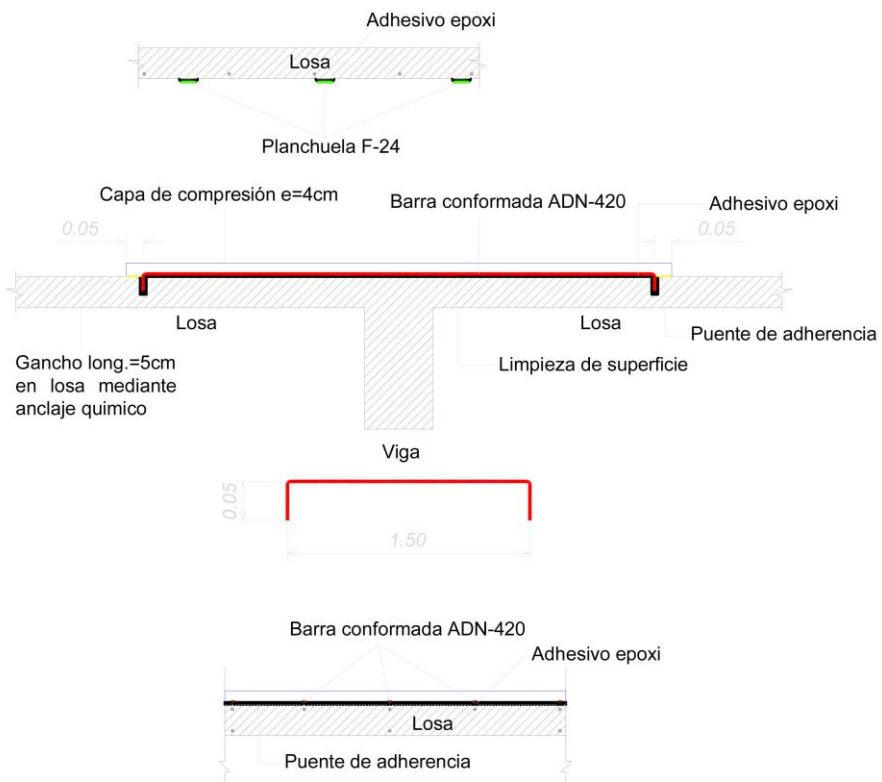 Adhesivo epoxi
Losa
Planchuela F-24
Capa de compresión e=4cm
Barra conformada ADN-420
Adhesivo epoxi
0.05
0.05
Losa
Losa
Puente de adherencia
Gancho long.=5cm
en losa mediante
anclaje quimico
Limpieza de superficie
Viga
0.05
1.50
Barra conformada ADN-420
Adhesivo epoxi
Losa
Puente de adherencia